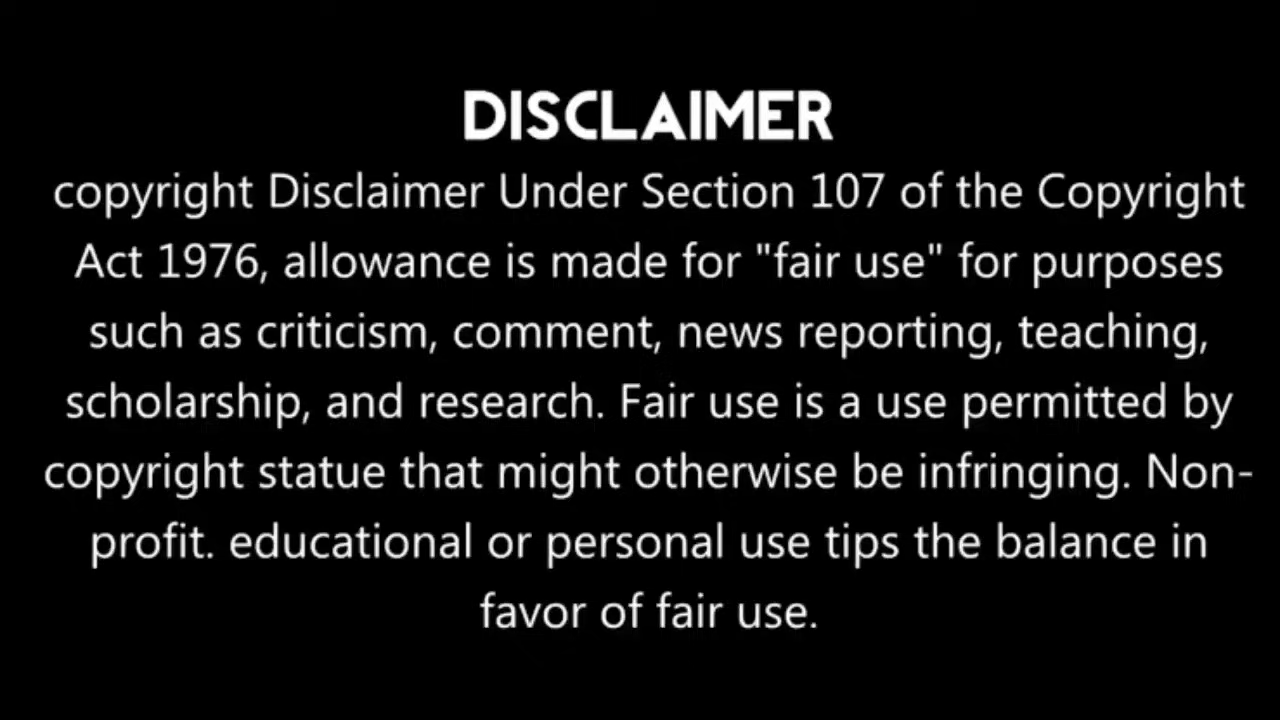 DISCLAIMER
copyright Disclaimer Under Section 107 of the Copyright
Act 1976, allowance is made for "fair use" for purposes
such as criticism, comment, news reporting, teaching,
scholarship, and research. Fair use is a use permitted by
copyright statue that might otherwise be infringing. Non-
profit. educational or personal use tips the balance in
favor of fair use.